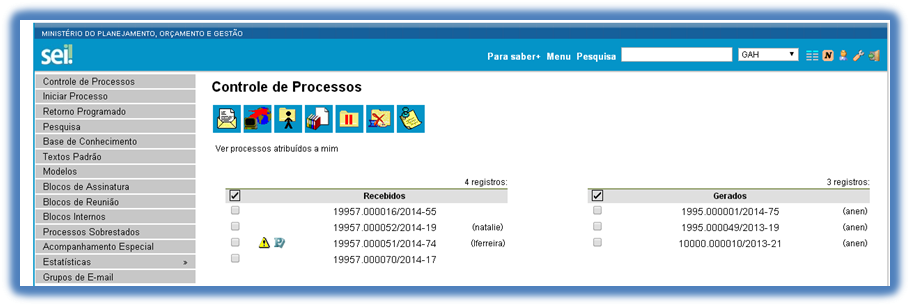 MINISTÉRIO DO PLANEJAMENTO, ORÇAMENTO E GESTÃO
sei!
Para saber+ Menu Pesquisa GAH
Controle de Processos
Iniciar Processo
Retorno Programado
Pesquisa
Base de Conhecimento
Textos Padrão
Modelos
Blocos de Assinatura
Blocos de Reunião
Blocos Internos
Processos Sobrestados
Acompanhamento Especial
Estatísticas »
Grupos de E-mail
Controle de Processos
Ver processos atribuídos a mim
4 registros:
Recebidos
19957.000016/2014-55
19957.000052/2014-19 (natalie)
19957.000051/2014-74 (lferreira)
19957.000070/2014-17
3 registros:
Gerados
1995.000001/2014-75 (anen)
1995.000049/2013-19 (anen)
10000.000010/2013-21 (anen)